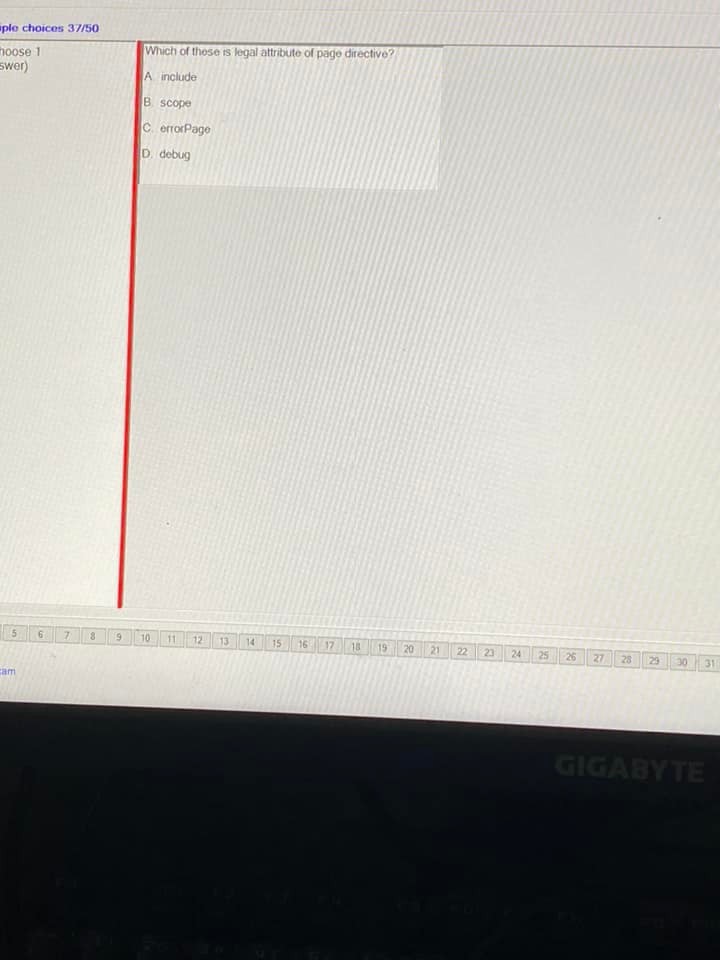 iple choices 37/50
hoose 1
swer)
Which of these is legal attribute of page directive?
A. include
B. scope
C. errorPage
D. debug
5 6 7 8 9 10 11 12 13 14 15 16 17 18 19 20 21 22 23 24 25 26 27 28 29 30 31
am
GIGABYTE